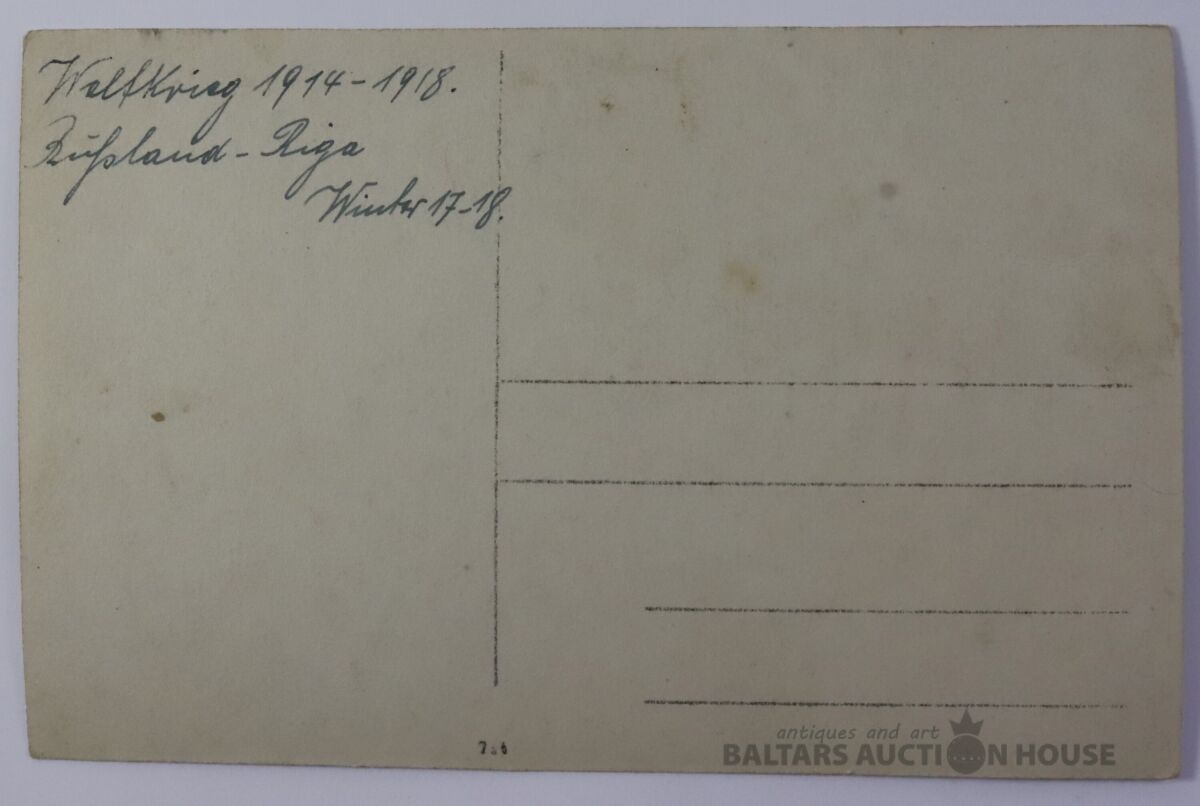 Weltkrieg 1914-1918.
Rußland - Riga
Winter 17-18.
antiques and art
BALTARS AUCTION HOUSE